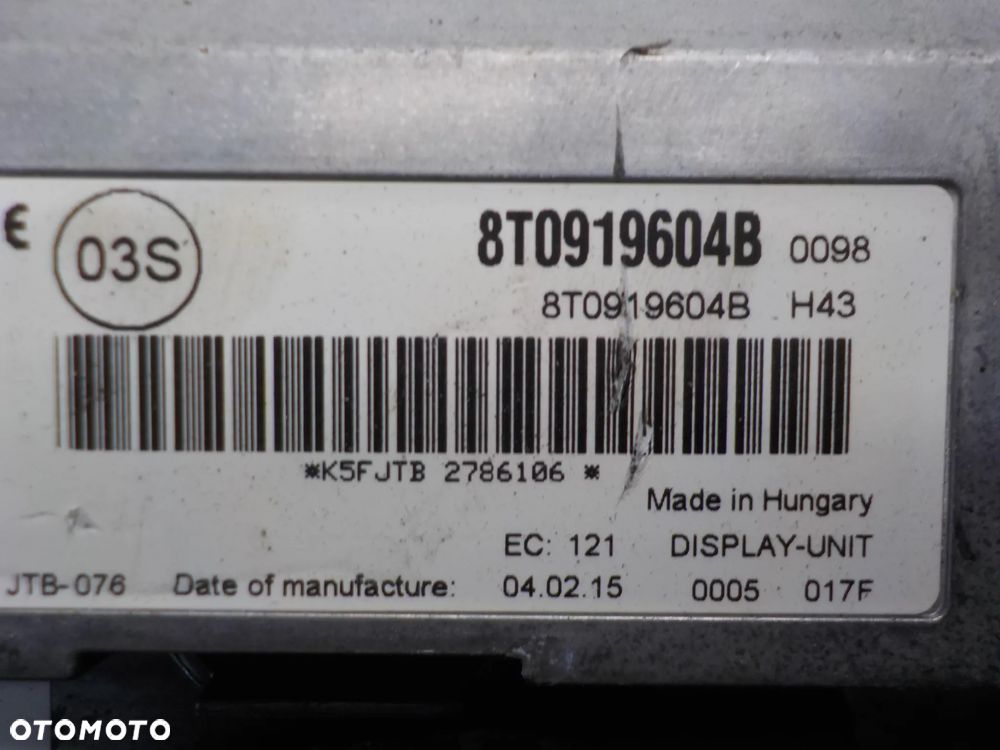 €
03S
8T0919604B 0098
8T0919604B H43
*K5FJTB 2786106 *
Made in Hungary
EC: 121 DISPLAY-UNIT
JTB-076 Date of manufacture: 04.02.15 0005 017F
OTOMOTO